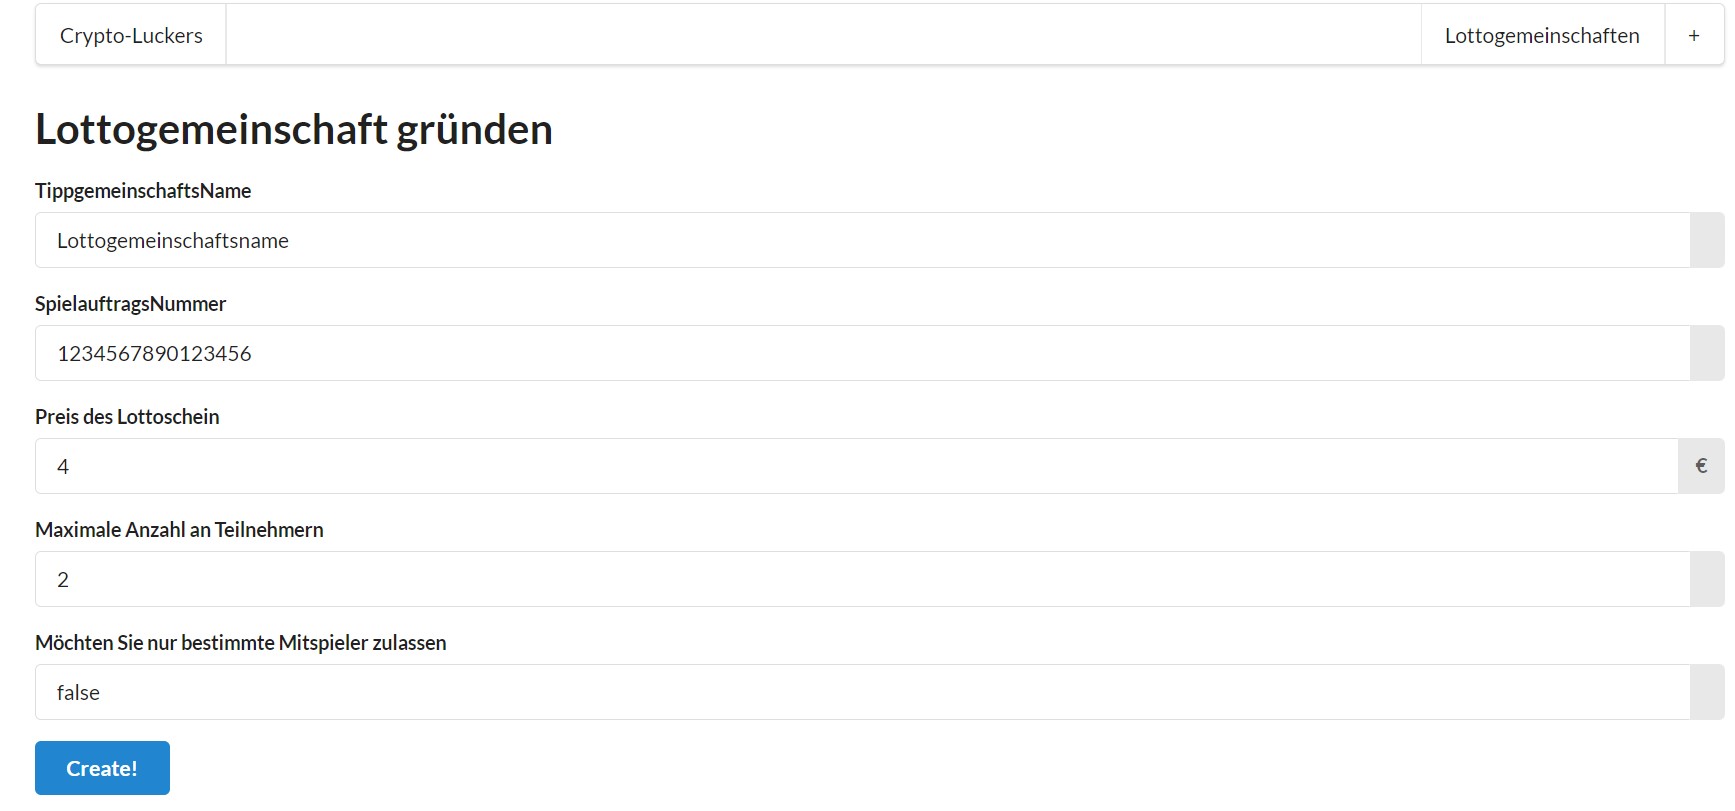 Crypto-Luckers Lottogemeinschaften +
Lottogemeinschaft gründen
TippgemeinschaftsName
Lottogemeinschaftsname
SpielauftragsNummer
1234567890123456
Preis des Lottoschein
4 €
Maximale Anzahl an Teilnehmern
2
Möchten Sie nur bestimmte Mitspieler zulassen
false
Create!